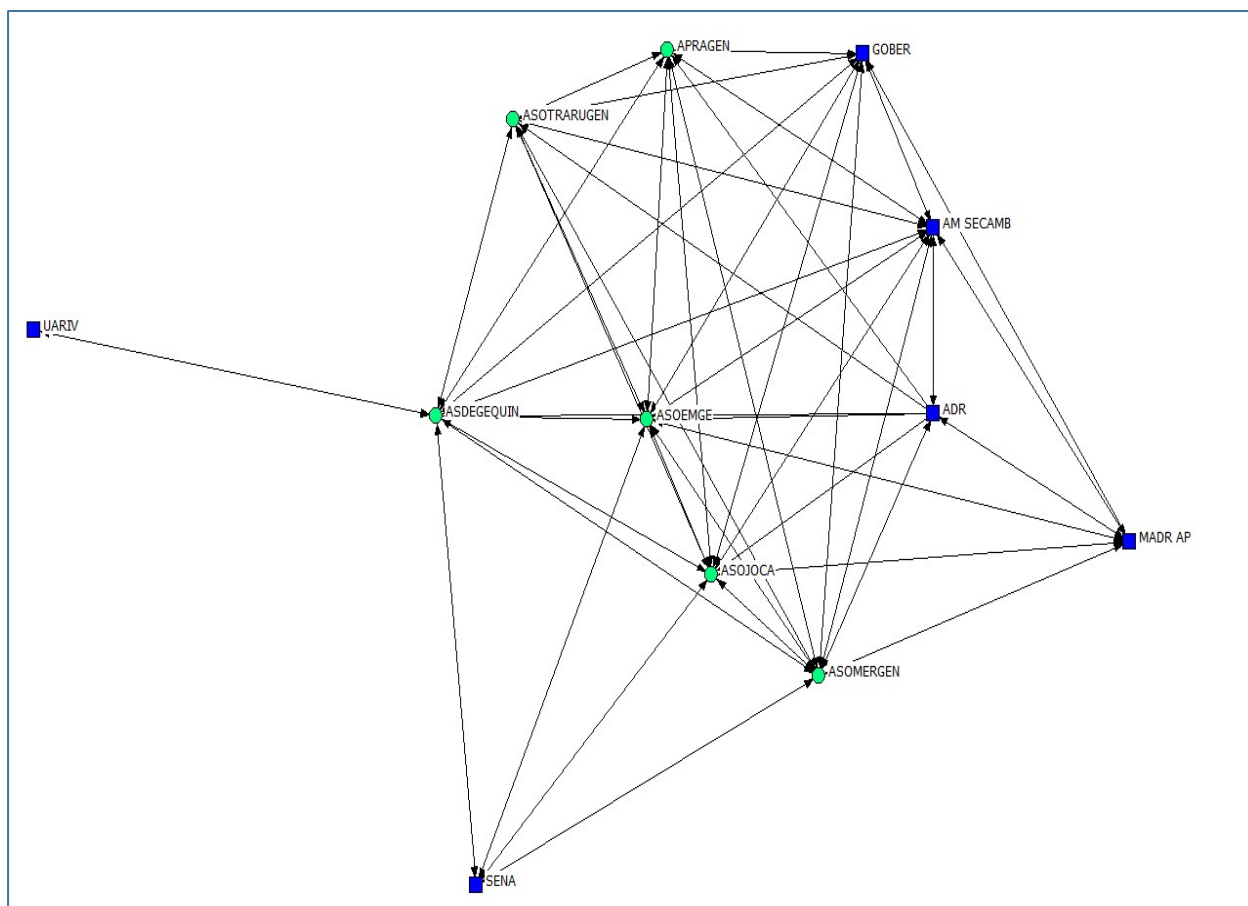 APRAGEN
GOBER
ASOTRARUGEN
AM SECAMB
UARIV
ASDEGEQUIN
ASOEMGE
ADR
MADR AP
ASOJOCA
ASOMERGEN
SENA